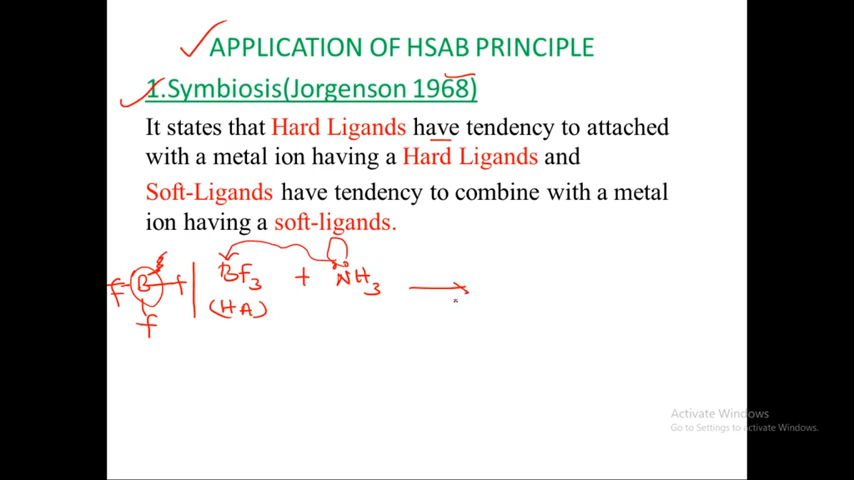 APPLICATION OF HSAB PRINCIPLE
1.Symbiosis(Jorgenson 1968)
It states that Hard Ligands have tendency to attached
with a metal ion having a Hard Ligands and
Soft-Ligands have tendency to combine with a metal
ion having a soft-ligands.
f B f | Bf3 + NH3 ⟶
f (HA)
Activate Windows
Go to Settings to activate Windows.